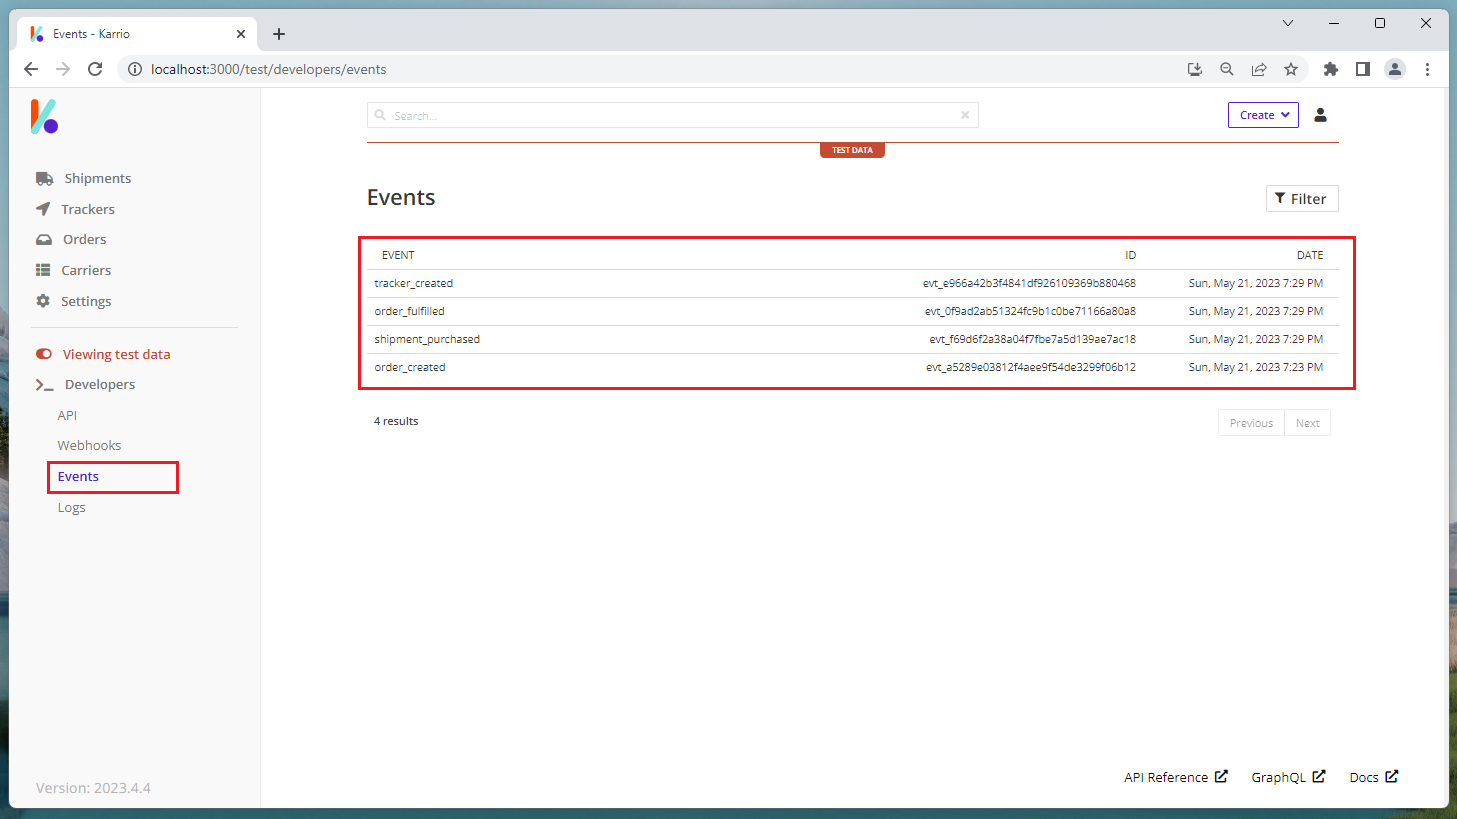 Events - Karrio
localhost:3000/test/developers/events
Search...
Create
TEST DATA
Shipments
Trackers
Orders
Carriers
Settings
Viewing test data
Developers
API
Webhooks
Events
Logs
Version: 2023.4.4
Events
Filter
EVENT ID DATE
tracker_created evt_e966a42b3f4841df926109369b880468 Sun, May 21, 2023 7:29 PM
order_fulfilled evt_0f9ad2ab51324fc9b1c0be71166a80a8 Sun, May 21, 2023 7:29 PM
shipment_purchased evt_f69d6f2a38a04f7fbe7a5d139ae7ac18 Sun, May 21, 2023 7:29 PM
order_created evt_a5289e03812f4aee9f54de3299f06b12 Sun, May 21, 2023 7:23 PM
4 results
Previous Next
API Reference GraphQL Docs